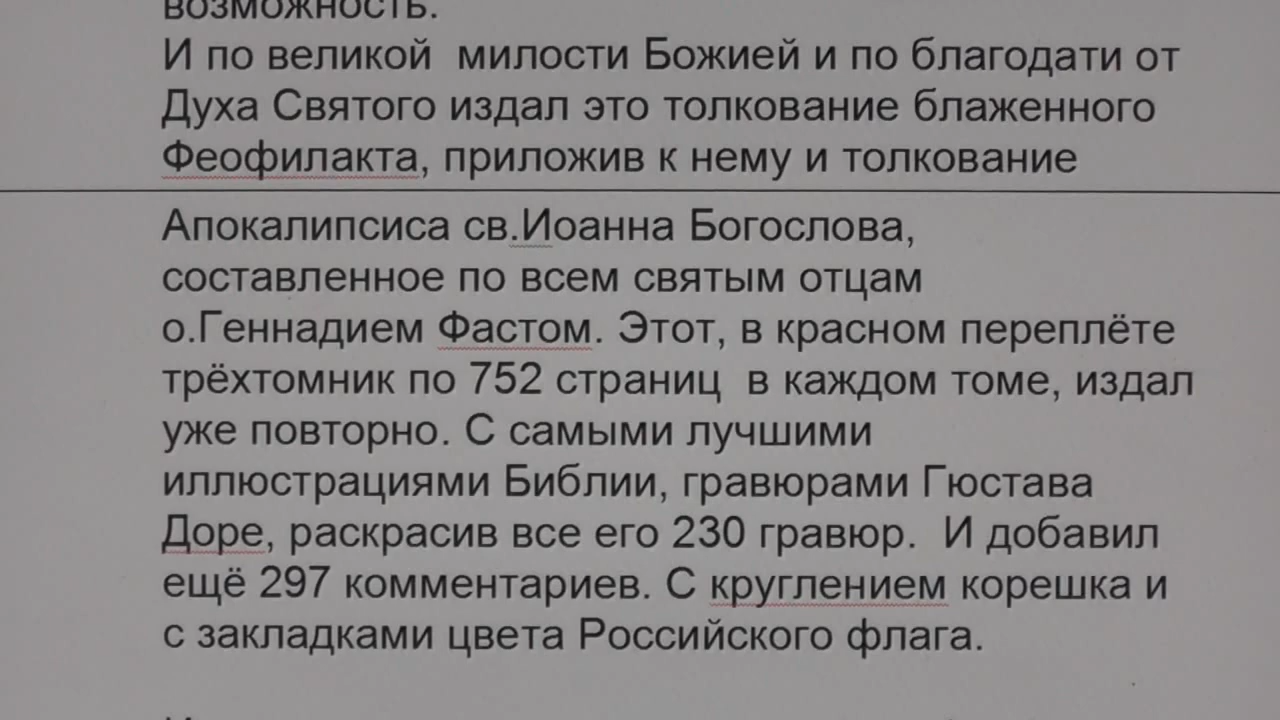 возможность.
И по великой милости Божией и по благодати от
Духа Святого издал это толкование блаженного
Феофилакта, приложив к нему и толкование
Апокалипсиса св.Иоанна Богослова,
составленное по всем святым отцам
о.Геннадием Фастом. Этот, в красном переплёте
трёхтомник по 752 страниц в каждом томе, издал
уже повторно. С самыми лучшими
иллюстрациями Библии, гравюрами Гюстава
Доре, раскрасив все его 230 гравюр. И добавил
ещё 297 комментариев. С круглением корешка и
с закладками цвета Российского флага.